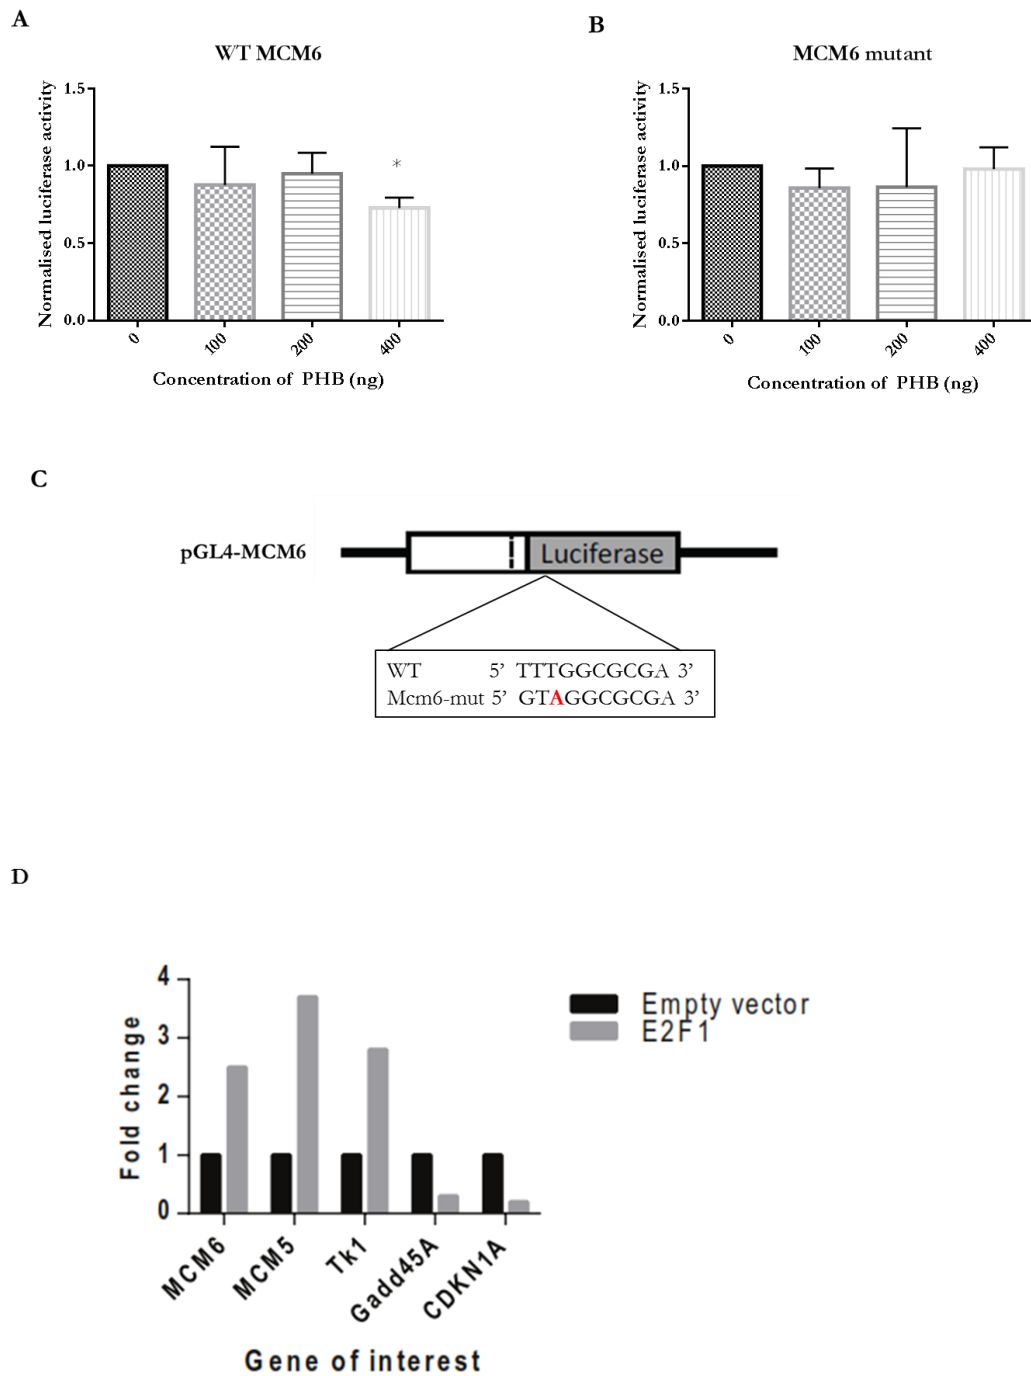 A
WT MCM6
Normalised luciferase activity
1.5
1.0
0.5
0.0
*
0
100
200
400
Concentration of PHB (ng)
B
MCM6 mutant
Normalised luciferase activity
1.5
1.0
0.5
0.0
0
100
200
400
Concentration of PHB (ng)
C
pGL4-MCM6
Luciferase
WT 5’ TTTGGCGCGA 3’
Mcm6-mut 5’ GTAGGCGCGA 3’
D
Fold change
4
3
2
1
0
MCM6
MCM5
Tk1
Gadd45A
CDKN1A
Gene of interest
Empty vector
E2F1